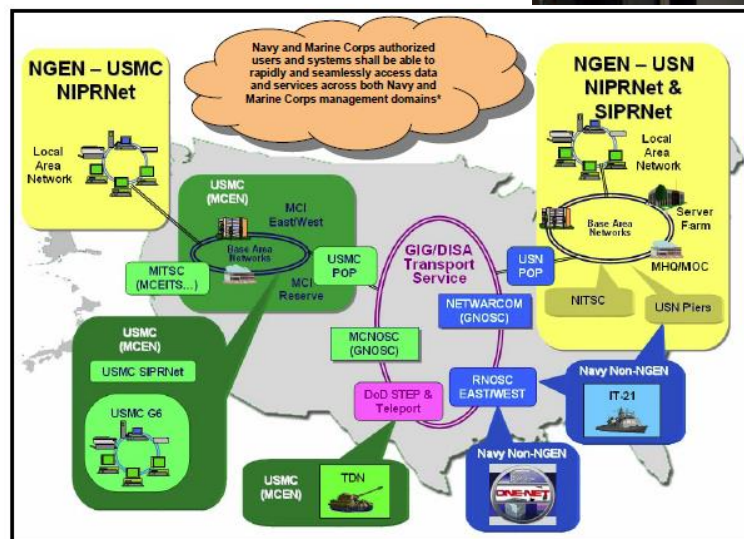 Navy and Marine Corps authorized
users and systems shall be able to
rapidly and seamlessly access data
and services across both Navy and
Marine Corps management domains*
NGEN – USMC
NIPRNet
Local
Area
Network
NGEN – USN
NIPRNet &
SIPRNet
Local
Area
Network
Base Area
Networks
Server
Farm
MHQ/MOC
NITSC
USN Piers
USMC
(MCEN)
MCI
East/West
Base Area
Networks
MCI
Reserve
MITSC
(MCEITS...)
USMC
POP
GIG/DISA
Transport
Service
USN
POP
NETWARCOM
(GNOSC)
MCNOSC
(GNOSC)
RNOSC
EAST/WEST
DoD STEP &
Teleport
USMC
(MCEN)
USMC SIPRNet
USMC G6
USMC
(MCEN)
TDN
Navy Non-NGEN
IT-21
Navy Non-NGEN
ONE-NET